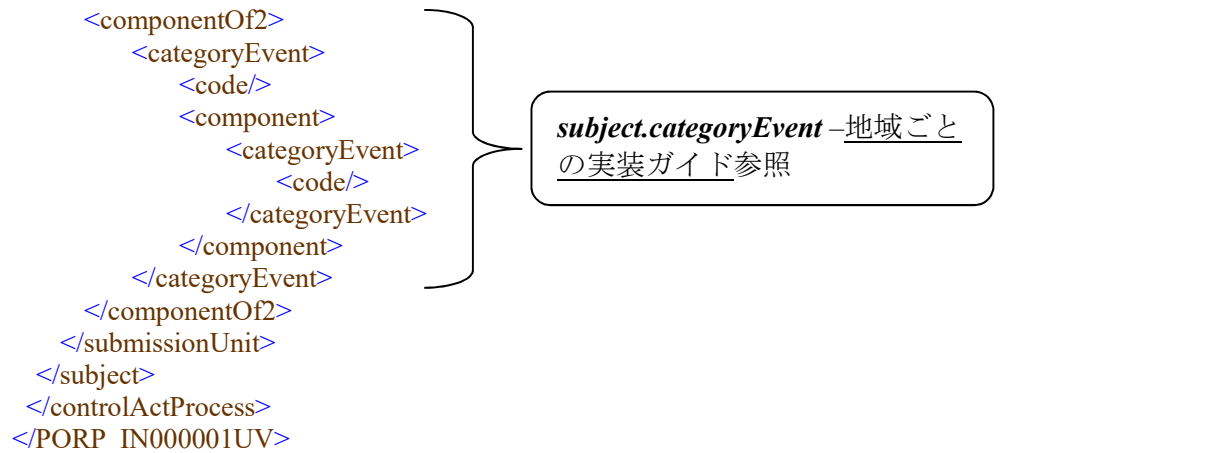 <componentOf2>
<categoryEvent>
<code/>
<component>
<categoryEvent>
<code/>
</categoryEvent>
</component>
</categoryEvent>
</componentOf2>
</submissionUnit>
</subject>
</controlActProcess>
</PORP_IN000001UV>
subject.categoryEvent –地域ごと
の実装ガイド参照